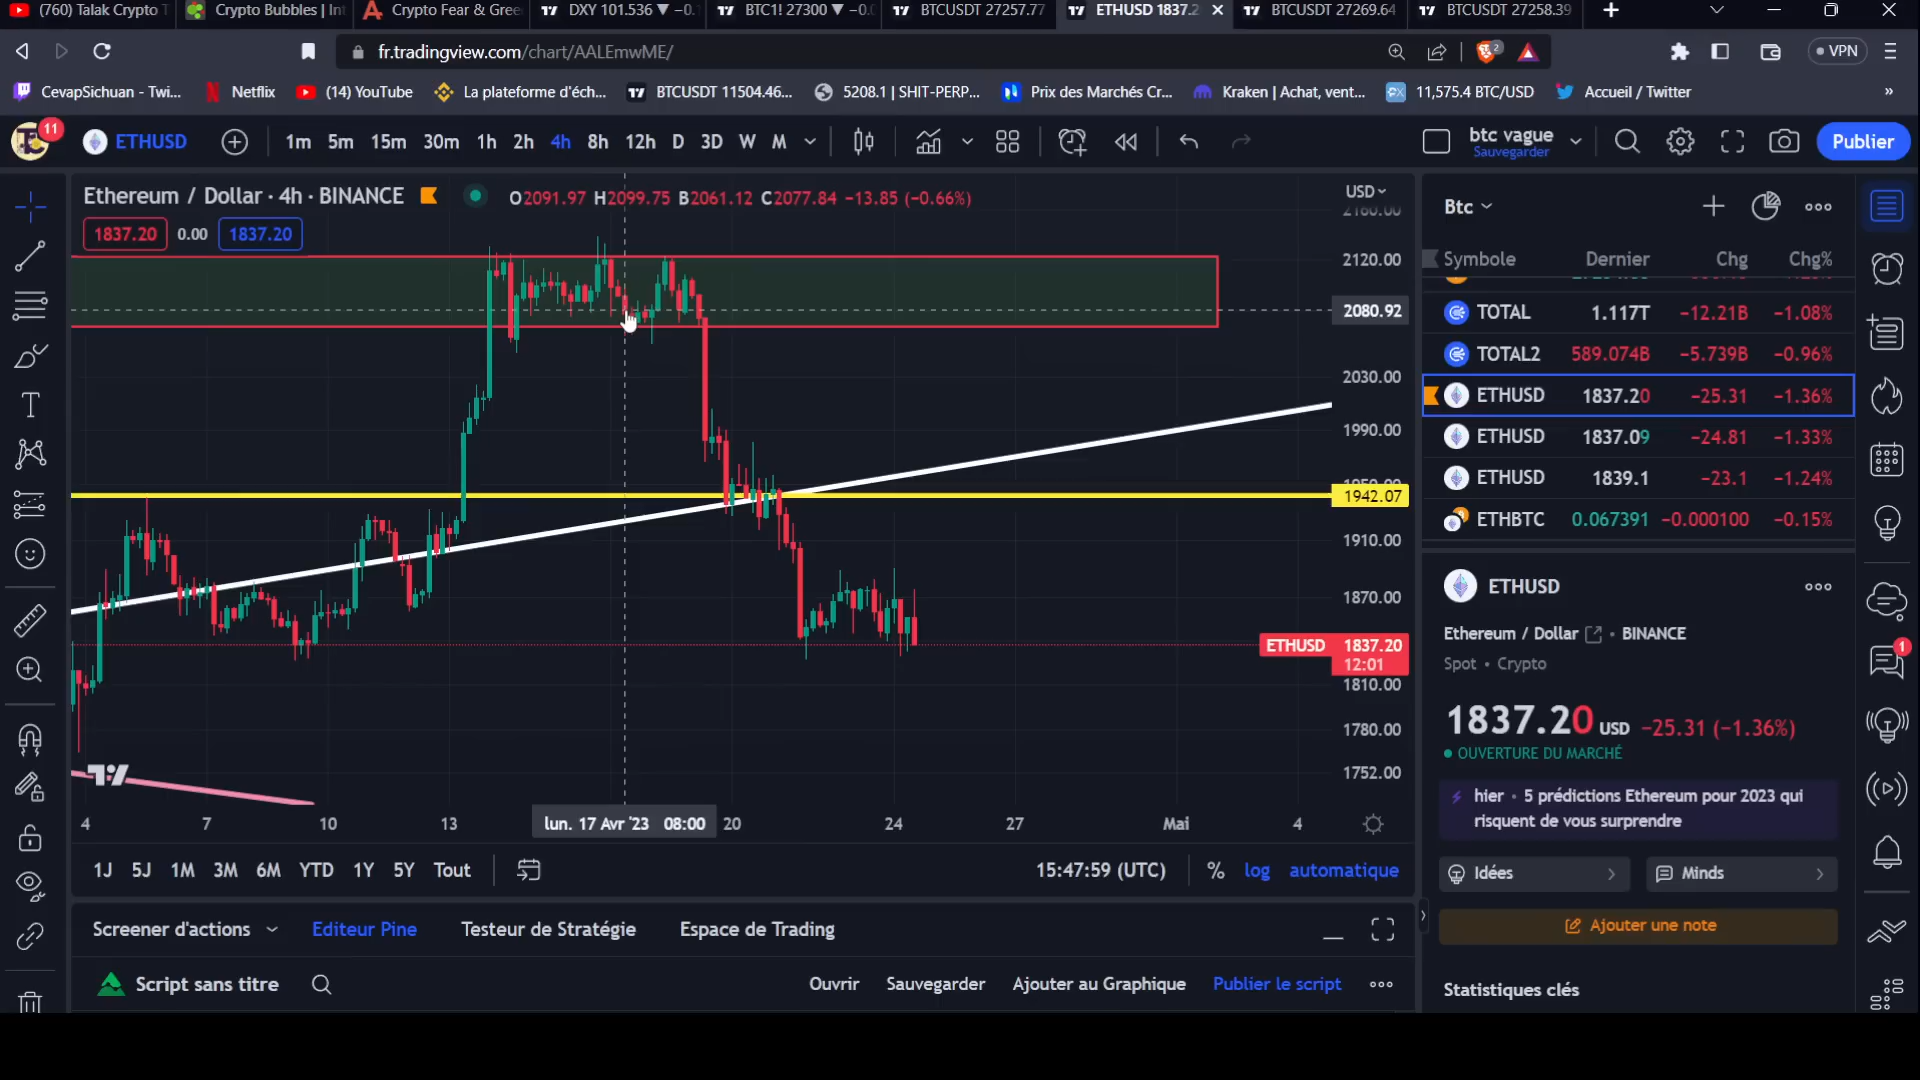 (760) Talak Crypto
Crypto Bubbles | Int
Crypto Fear & Gree
DXY 101.536 ▼ −0.
BTC1! 27300 ▼ −0.
BTCUSDT 27257.77
ETHUSD 1837.2
BTCUSDT 27269.64
BTCUSDT 27258.39
fr.tradingview.com/chart/AALEmwME/
2
VPN
CevapSichuan - Twi...
Netflix
(14) YouTube
La plateforme d'éch...
BTCUSDT 11504.46...
5208.1 | SHIT-PERP...
Prix des Marchés Cr...
Kraken | Achat, vent...
11,575.4 BTC/USD
Accueil / Twitter
»
11
ETHUSD
1m 5m 15m 30m 1h 2h 4h 8h 12h D 3D W M
btc vague
Sauvegarder
Publier
Ethereum / Dollar · 4h · BINANCE
O2091.97 H2099.75 B2061.12 C2077.84 −13.85 (−0.66%)
1837.20 0.00 1837.20
USD
2160.00
2120.00
2080.92
2030.00
1990.00
1950.00
1942.07
1910.00
1870.00
ETHUSD 1837.20
12:01
1810.00
1780.00
1752.00
4 7 10 13 lun. 17 Avr '23 08:00 20 24 27 Mai 4
1J 5J 1M 3M 6M YTD 1Y 5Y Tout
15:47:59 (UTC) % log automatique
Screener d'actions Editeur Pine Testeur de Stratégie Espace de Trading
Script sans titre
Ouvrir Sauvegarder Ajouter au Graphique Publier le script
Btc
Symbole Dernier Chg Chg%
TOTAL 1.117T −12.21B −1.08%
TOTAL2 589.074B −5.739B −0.96%
ETHUSD 1837.20 −25.31 −1.36%
ETHUSD 1837.09 −24.81 −1.33%
ETHUSD 1839.1 −23.1 −1.24%
ETHBTC 0.067391 −0.000100 −0.15%
ETHUSD
Ethereum / Dollar · BINANCE
Spot • Crypto
1837.20 USD −25.31 (−1.36%)
OUVERTURE DU MARCHÉ
hier · 5 prédictions Ethereum pour 2023 qui
risquent de vous surprendre
Idées
Minds
Ajouter une note
Statistiques clés
1